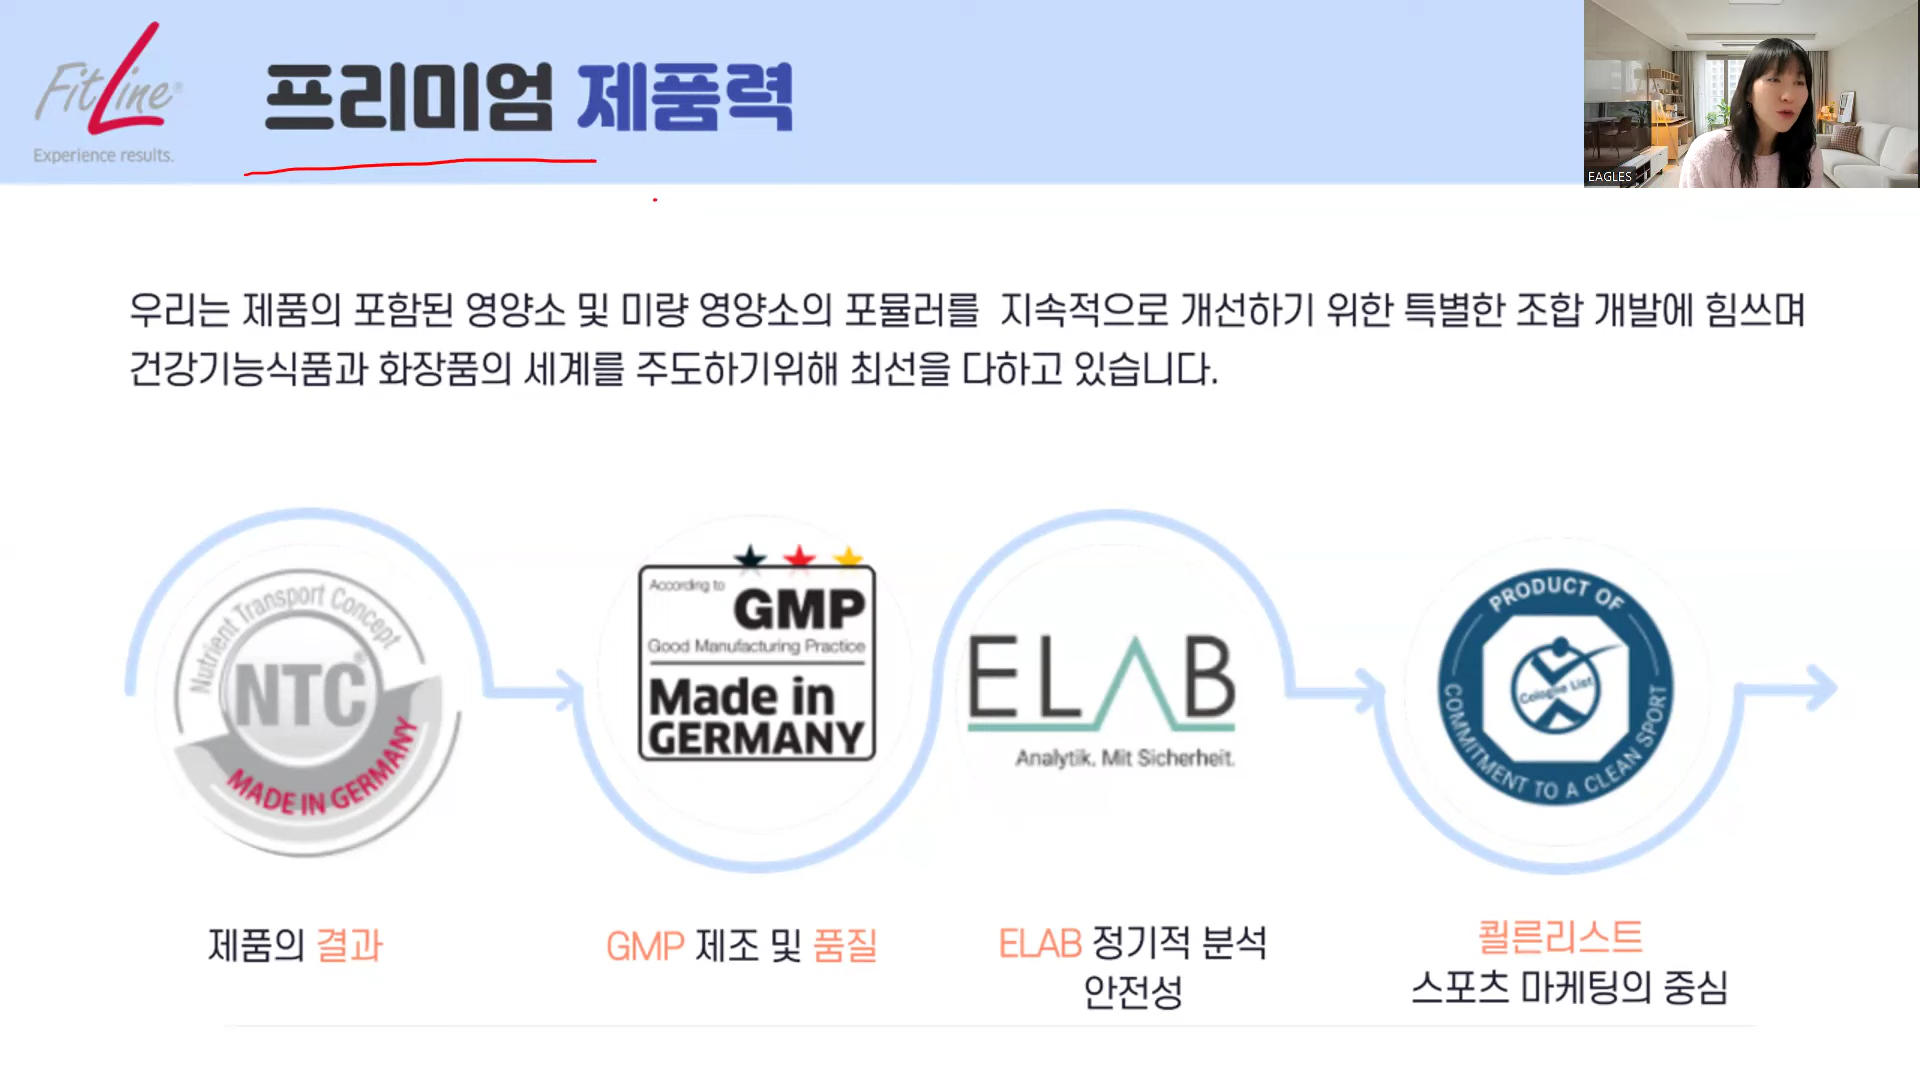 FitLine®
Experience results.
프리미엄 제품력
EAGLES
우리는 제품의 포함된 영양소 및 미량 영양소의 포뮬러를 지속적으로 개선하기 위한 특별한 조합 개발에 힘쓰며
건강기능식품과 화장품의 세계를 주도하기위해 최선을 다하고 있습니다.
Nutrient Transport Concept
NTC®
MADE IN GERMANY
According to
GMP
Good Manufacturing Practice
Made in
GERMANY
ELAB
Analytik. Mit Sicherheit.
PRODUCT OF
Cologne List
COMMITMENT TO A CLEAN SPORT
제품의 결과
GMP 제조 및 품질
ELAB 정기적 분석
안전성
쾰른리스트
스포츠 마케팅의 중심